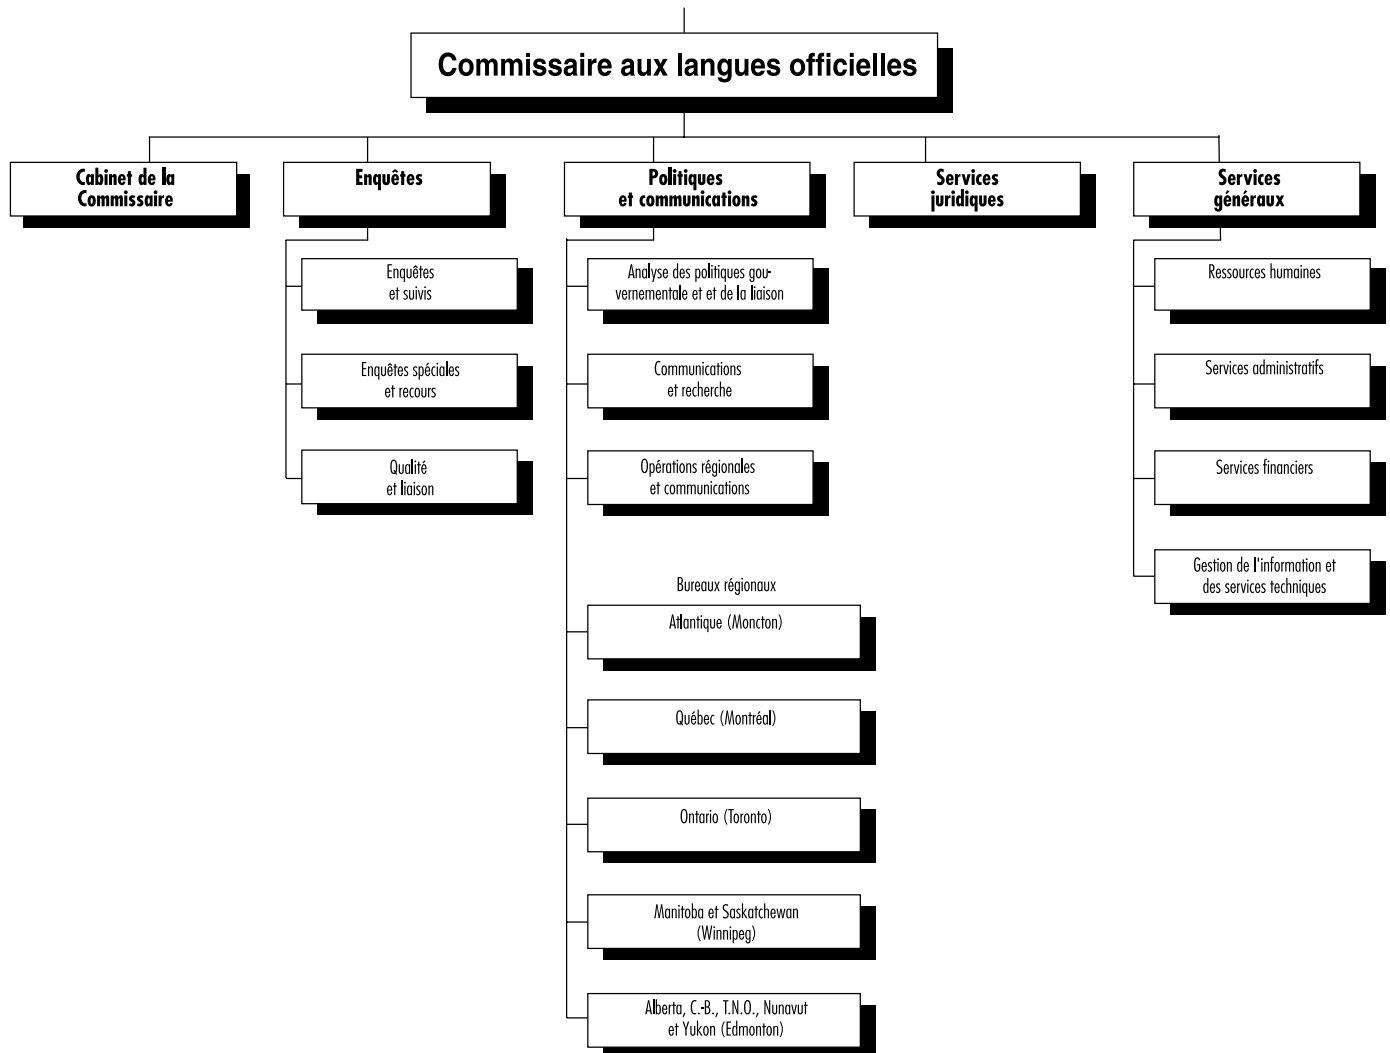 Commissaire aux langues officielles
Cabinet de la
Commissaire
Enquêtes
Enquêtes
et suivis
Enquêtes spéciales
et recours
Qualité
et liaison
Politiques
et communications
Analyse des politiques gou-
vernementale et et de la liaison
Communications
et recherche
Opérations régionales
et communications
Bureaux régionaux
Atlantique (Moncton)
Québec (Montréal)
Ontario (Toronto)
Manitoba et Saskatchewan
(Winnipeg)
Alberta, C.-B., T.N.O., Nunavut
et Yukon (Edmonton)
Services
juridiques
Services
généraux
Ressources humaines
Services administratifs
Services financiers
Gestion de l'information et
des services techniques